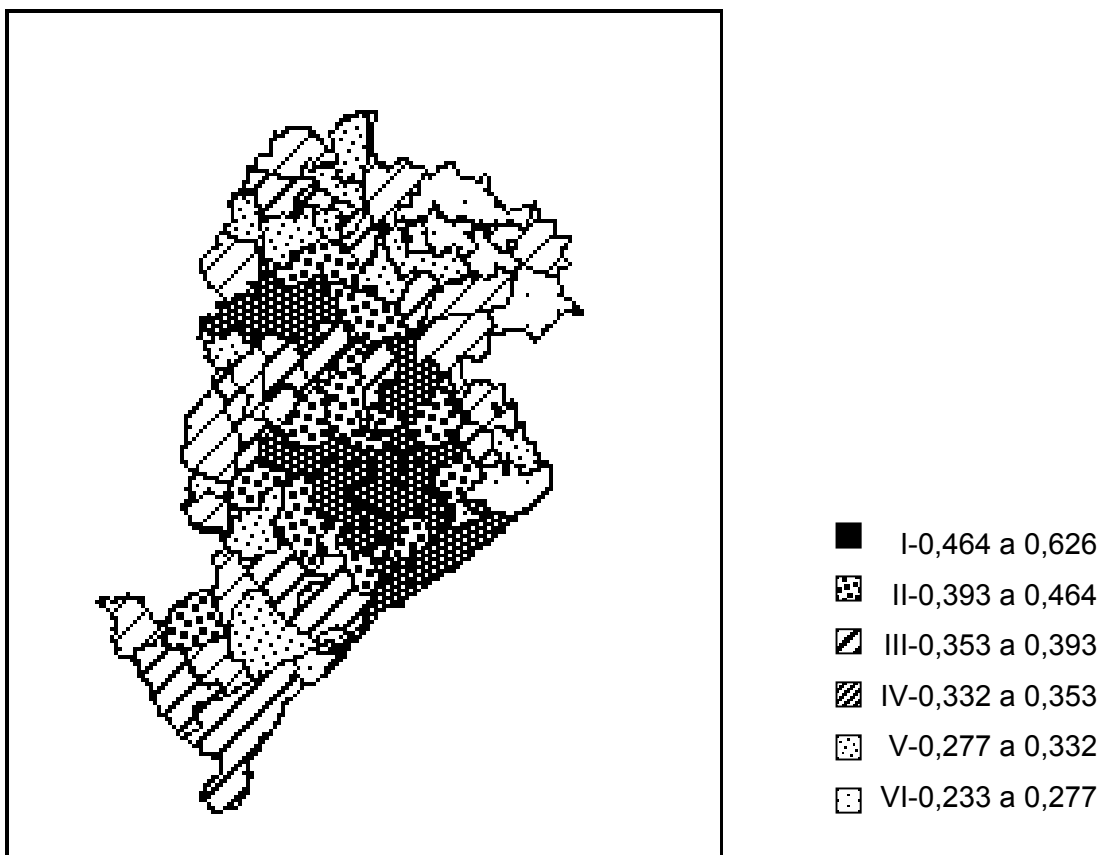 I-0,464 a 0,626
II-0,393 a 0,464
III-0,353 a 0,393
IV-0,332 a 0,353
V-0,277 a 0,332
VI-0,233 a 0,277